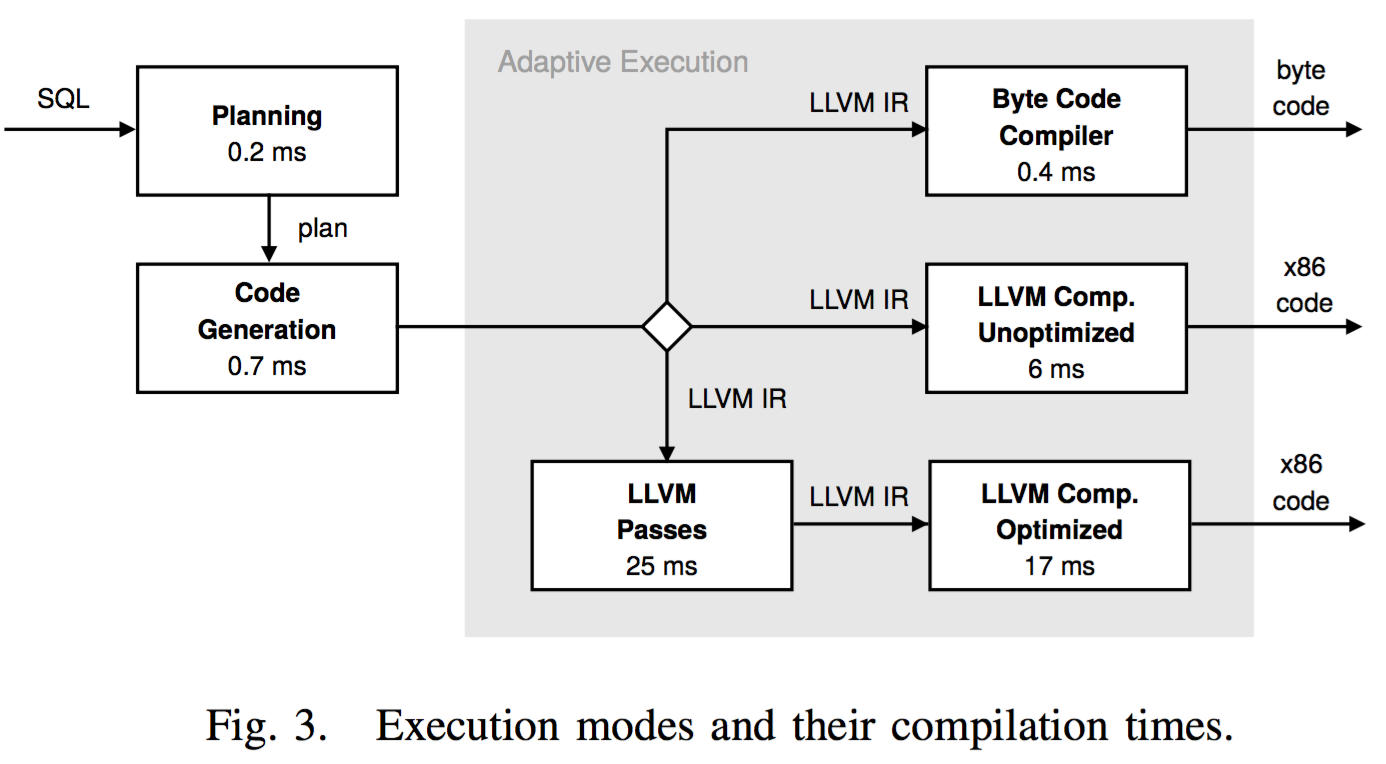 Adaptive Execution
SQL
Planning
0.2 ms
plan
Code
Generation
0.7 ms
LLVM IR
Byte Code
Compiler
0.4 ms
byte
code
LLVM IR
LLVM Comp.
Unoptimized
6 ms
x86
code
LLVM IR
LLVM
Passes
25 ms
LLVM IR
LLVM Comp.
Optimized
17 ms
x86
code
Fig. 3. Execution modes and their compilation times.